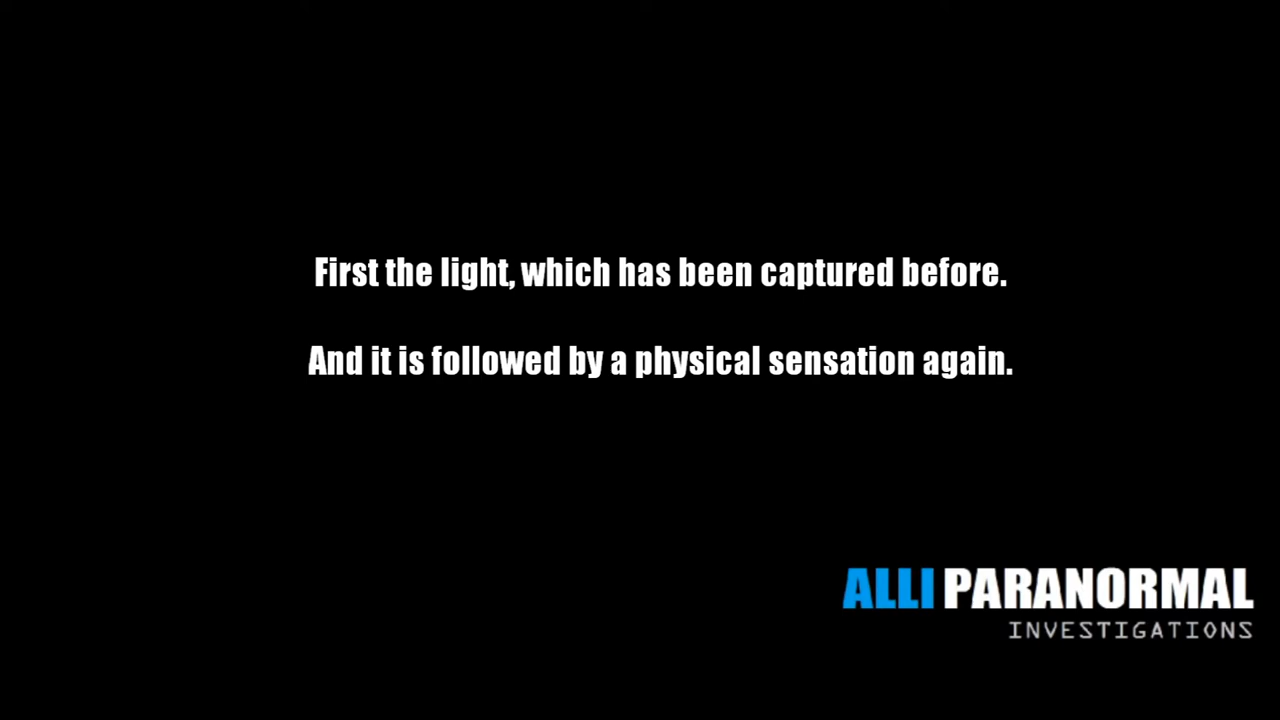 First the light, which has been captured before.
And it is followed by a physical sensation again.
ALLI PARANORMAL
INVESTIGATIONS